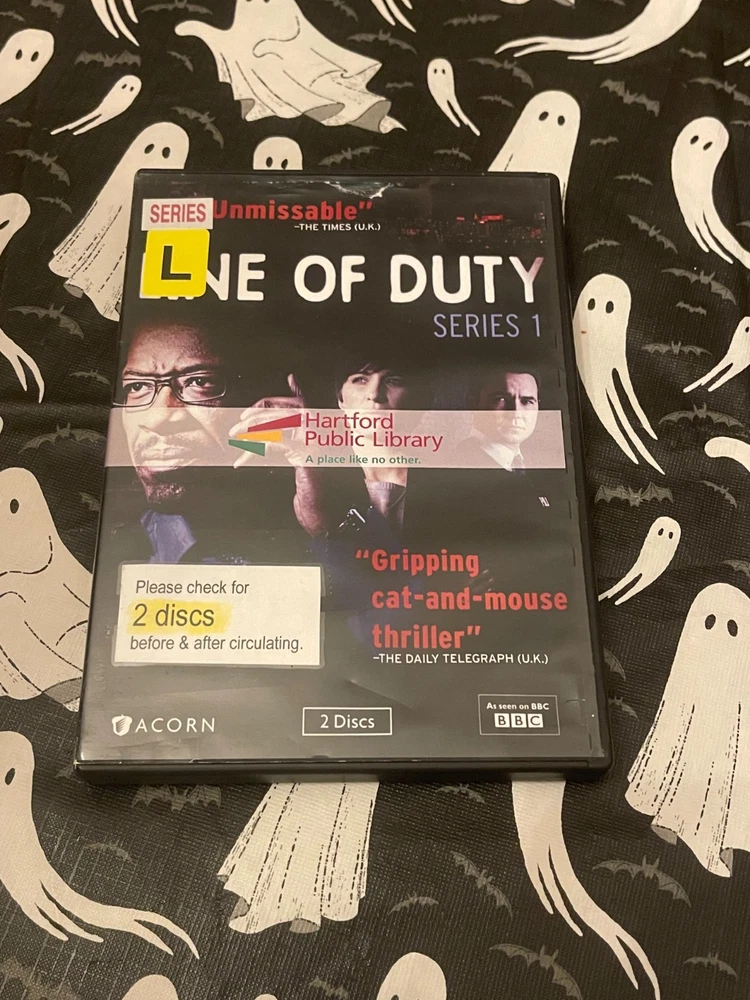 SERIES
Unmissable”
–THE TIMES (U.K.)
L
NE OF DUTY
SERIES 1
Hartford
Public Library
A place like no other.
“Gripping
cat-and-mouse
thriller”
–THE DAILY TELEGRAPH (U.K.)
Please check for
2 discs
before & after circulating.
ACORN
2 Discs
As seen on BBC
BBC